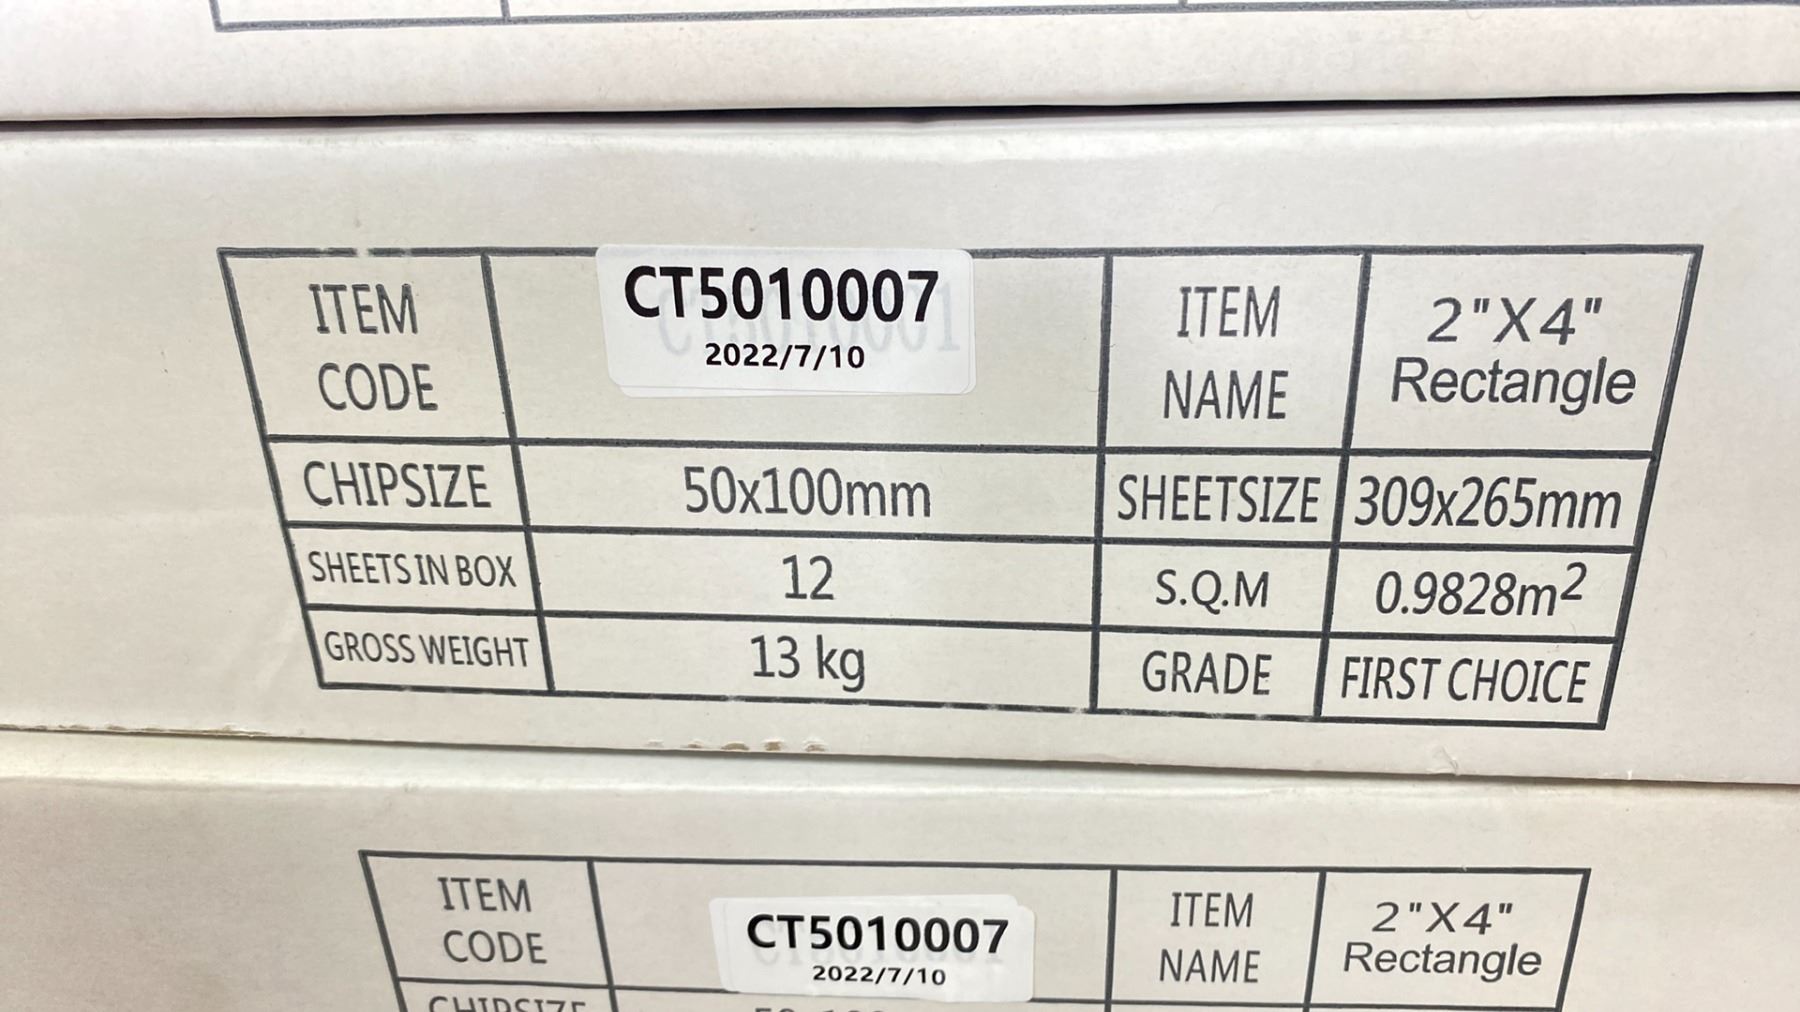 ITEM CODE
CT5010007
2022/7/10
ITEM NAME
2"X4"
Rectangle
CHIPSIZE
50x100mm
SHEETSIZE
309x265mm
SHEETS IN BOX
12
S.Q.M
0.9828m²
GROSS WEIGHT
13 kg
GRADE
FIRST CHOICE
ITEM CODE
CT5010007
2022/7/10
ITEM NAME
2"X4"
Rectangle
CHIPSIZE